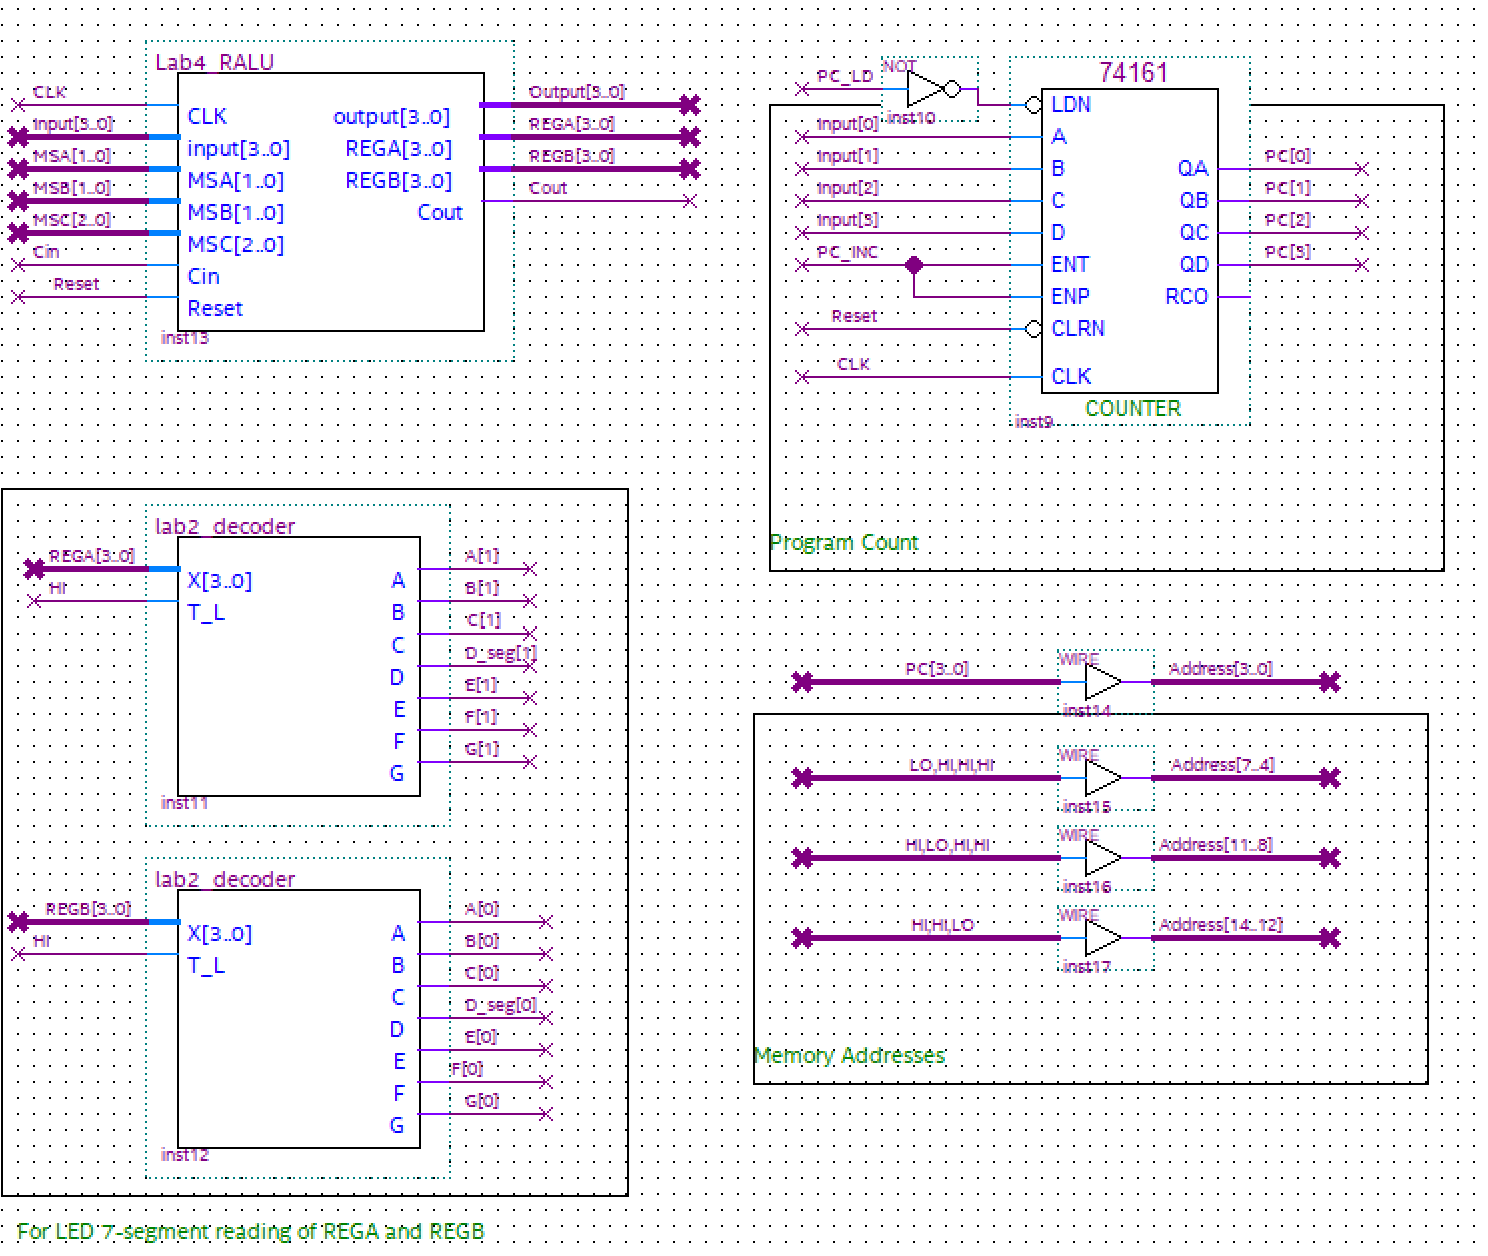 Lab4_RALU
CLK
Input[3..0]
MSA[1..0]
MSB[1..0]
MSC[2..0]
Cin
Reset
CLK
input[3..0]
MSA[1..0]
MSB[1..0]
MSC[2..0]
Cin
Reset
output[3..0]
REGA[3..0]
REGB[3..0]
Cout
Output[3..0]
REGA[3..0]
REGB[3..0]
Cout
inst13
PC_LD
NOT
inst10
Input[0]
Input[1]
Input[2]
Input[3]
PC_INC
Reset
CLK
74161
LDN
A
B
C
D
ENT
ENP
CLRN
CLK
QA
QB
QC
QD
RCO
PC[0]
PC[1]
PC[2]
PC[3]
COUNTER
inst9
Program Count
lab2_decoder
REGA[3..0]
HI
X[3..0]
T_L
A
B
C
D
E
F
G
A[1]
B[1]
C[1]
D_seg[1]
E[1]
F[1]
G[1]
inst11
lab2_decoder
REGB[3..0]
HI
X[3..0]
T_L
A
B
C
D
E
F
G
A[0]
B[0]
C[0]
D_seg[0]
E[0]
F[0]
G[0]
inst12
For LED 7-segment reading of REGA and REGB
PC[3..0]
WIRE
Address[3..0]
inst14
LO,HI,HI,HI
WIRE
Address[7..4]
inst15
HI,LO,HI,HI
WIRE
Address[11..8]
inst16
HI,HI,LO
WIRE
Address[14..12]
inst17
Memory Addresses